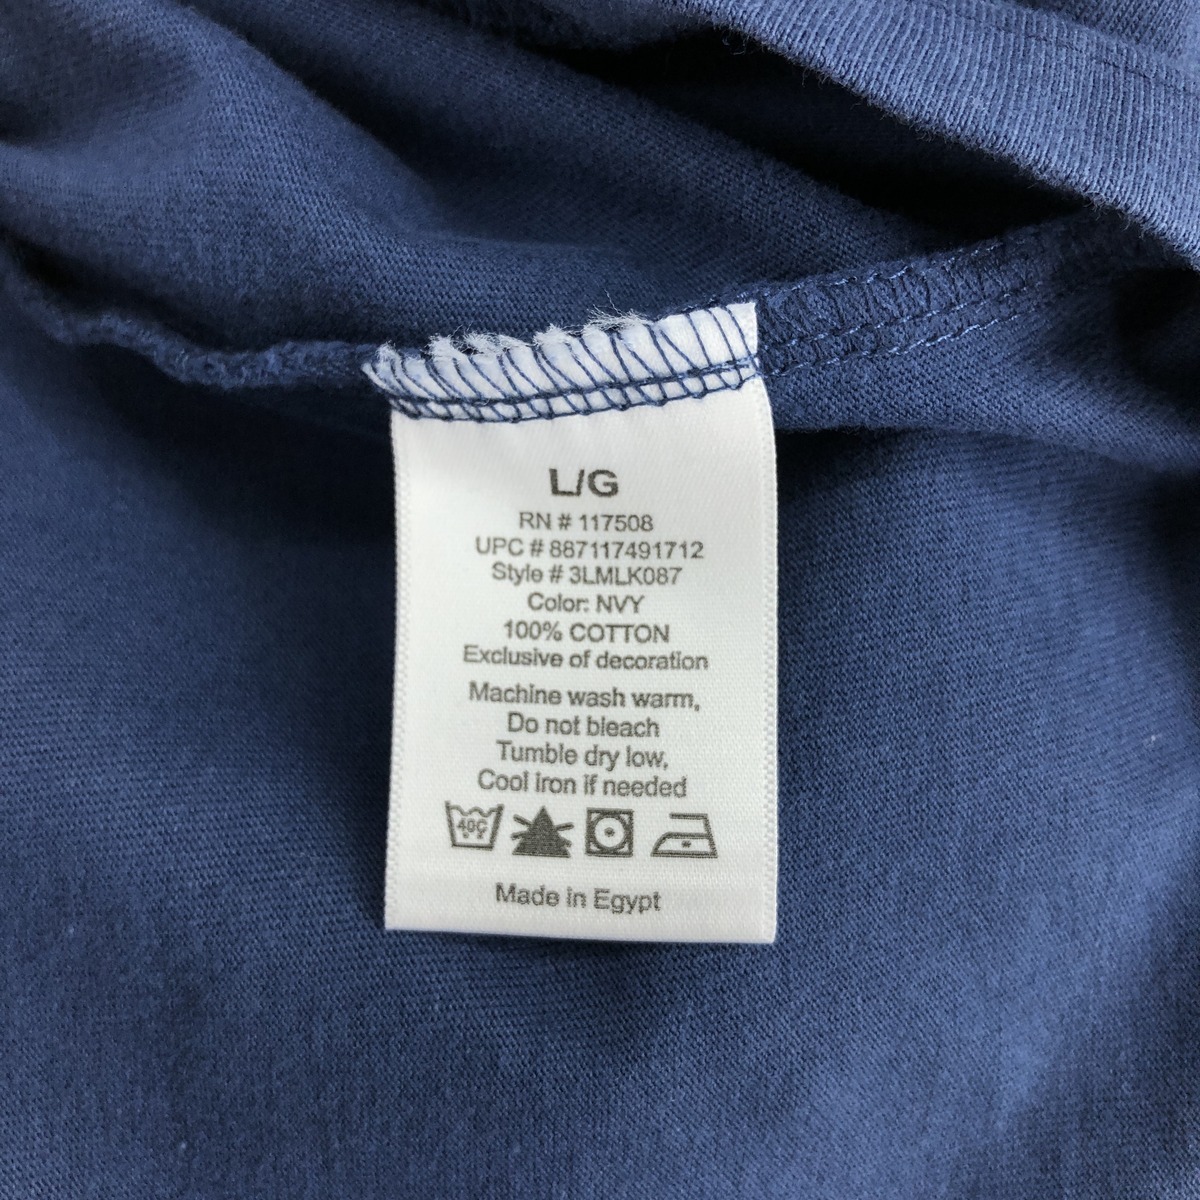 L/G
RN # 117508
UPC # 887117491712
Style # 3LMLK087
Color: NVY
100% COTTON
Exclusive of decoration
Machine wash warm,
Do not bleach
Tumble dry low,
Cool iron if needed
40C
Made in Egypt